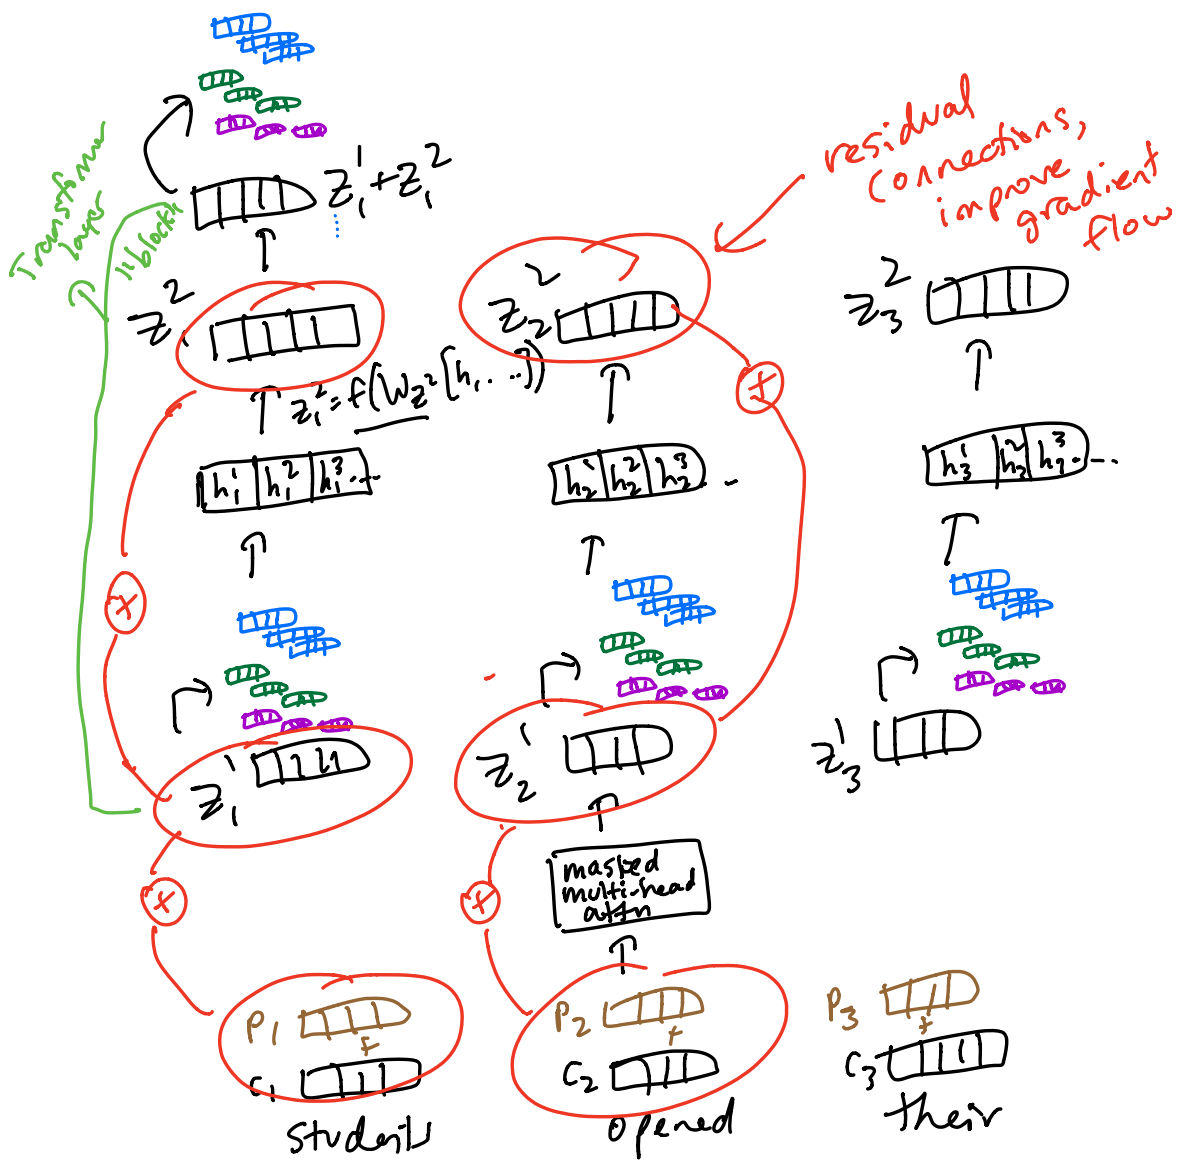 residual
connections,
improve
gradient
flow
Transformer
layer
"block"
z₁¹+z₁²
z₁²
z₂²
z₃²
z₁²=f(W_z²[h₁...])
+
h₁¹ h₁² h₁³...
h₂¹ h₂² h₂³..
h₃¹ h₃² h₃³...
+
z₁¹
z₂¹
z₃¹
masked
multi-head
attn
+
+
P₁
P₂
P₃
+
+
+
C₁
C₂
C₃
students
opened
their